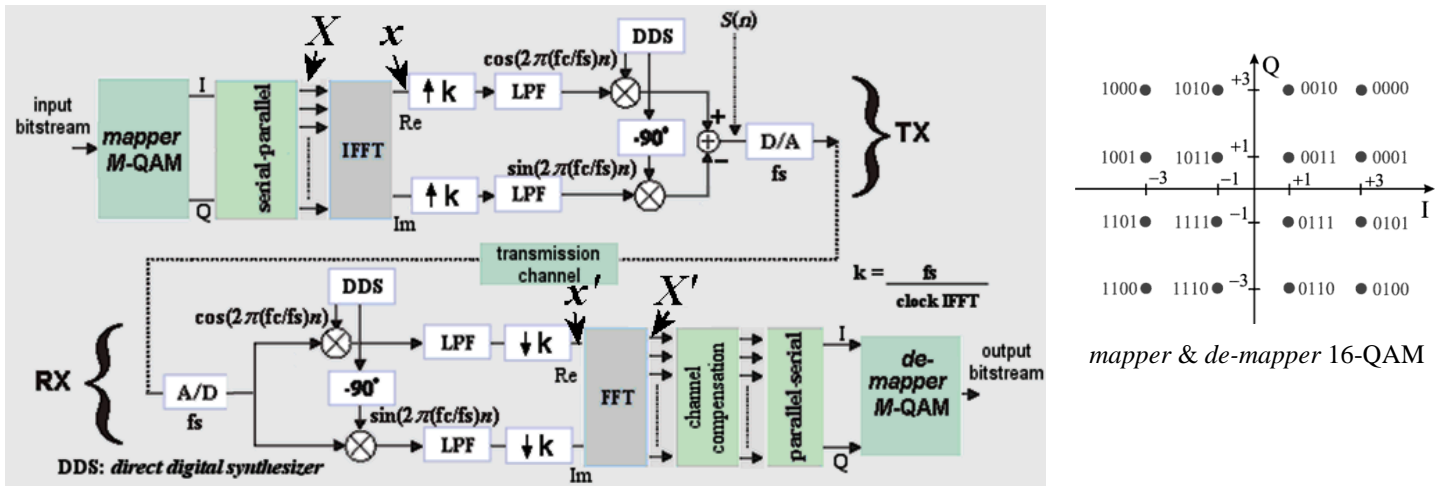 X
x
S(n)
DDS
cos(2π(fc/fs)n)
I
k
LPF
input
bitstream
mapper
M-QAM
serial-parallel
IFFT
Re
-90°
+
D/A
fs
TX
sin(2π(fc/fs)n)
−
Q
k
LPF
Im
transmission
channel
k = fs
clock IFFT
x'
X'
DDS
cos(2π(fc/fs)n)
LPF
k
I
RX
A/D
fs
-90°
Re
FFT
channel
compensation
parallel-serial
de-
mapper
M-QAM
output
bitstream
sin(2π(fc/fs)n)
LPF
k
Im
Q
DDS: direct digital synthesizer
Q
1000 1010 +3 0010 0000
1001 1011 +1 0011 0001
−3 −1 +1 +3
I
1101 1111 −1 0111 0101
1100 1110 −3 0110 0100
mapper & de-mapper 16-QAM